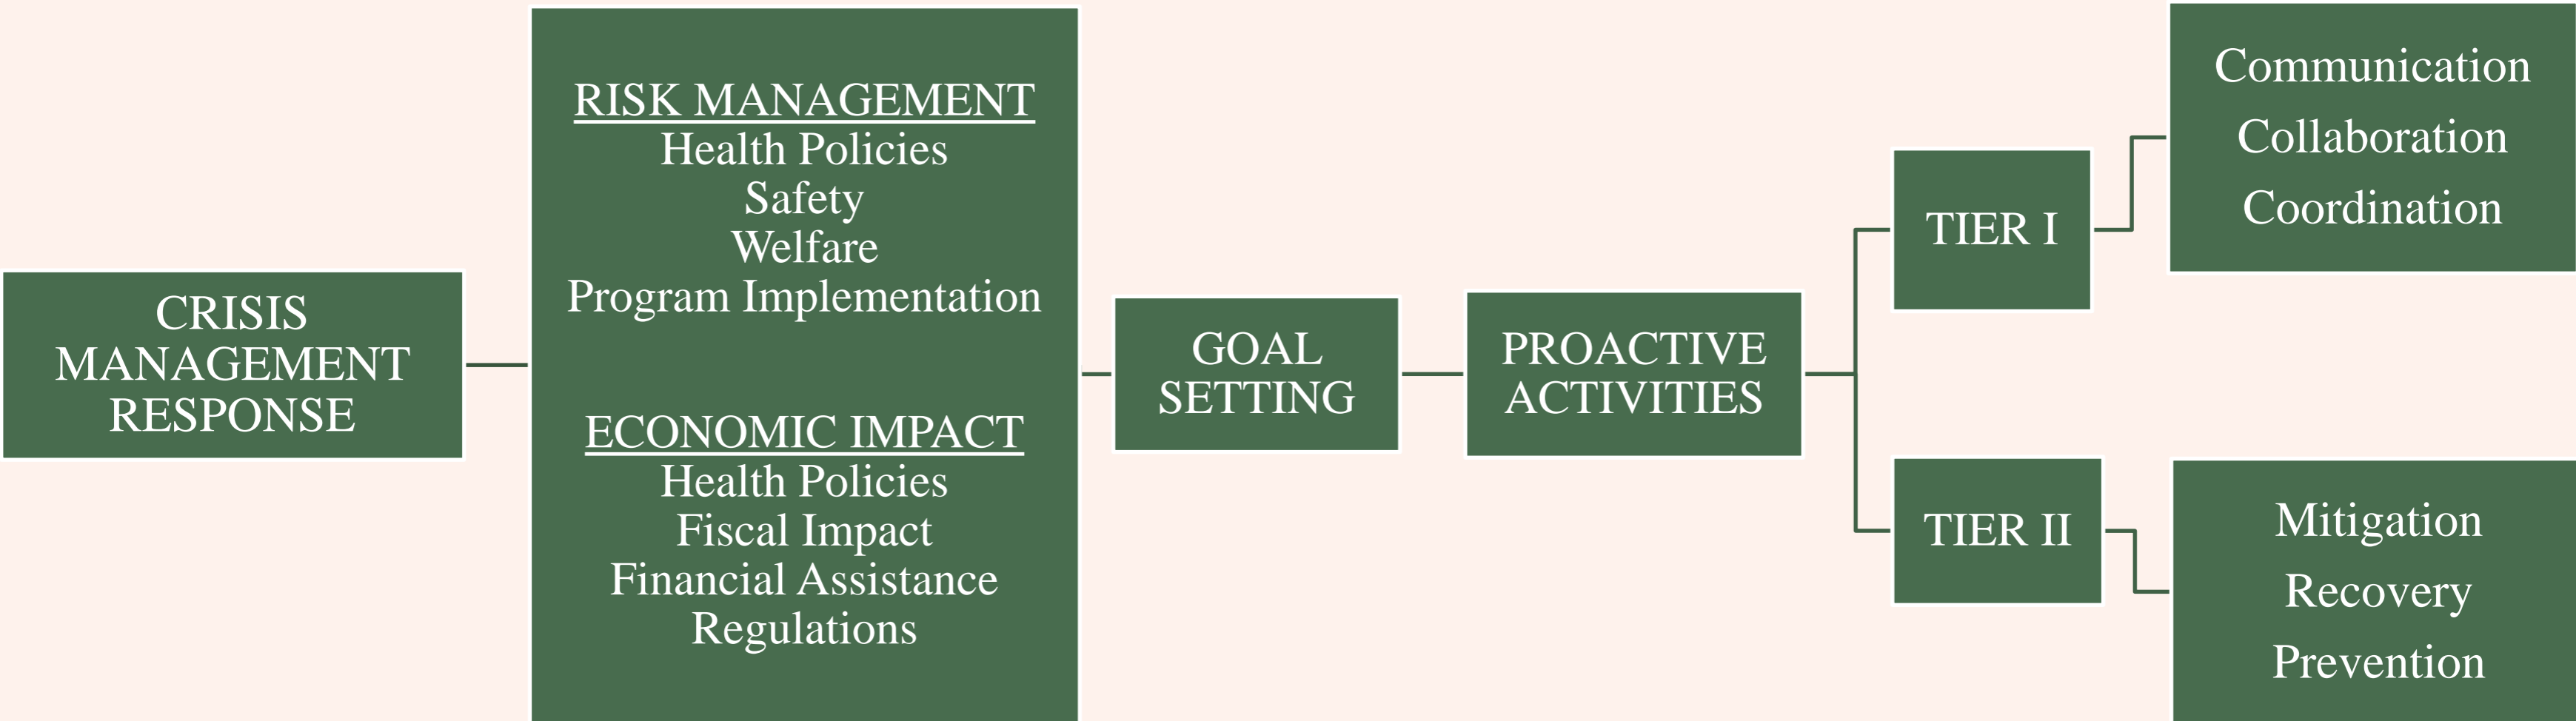 CRISIS
MANAGEMENT
RESPONSE
RISK MANAGEMENT
Health Policies
Safety
Welfare
Program Implementation
ECONOMIC IMPACT
Health Policies
Fiscal Impact
Financial Assistance
Regulations
GOAL
SETTING
PROACTIVE
ACTIVITIES
TIER I
Communication
Collaboration
Coordination
TIER II
Mitigation
Recovery
Prevention